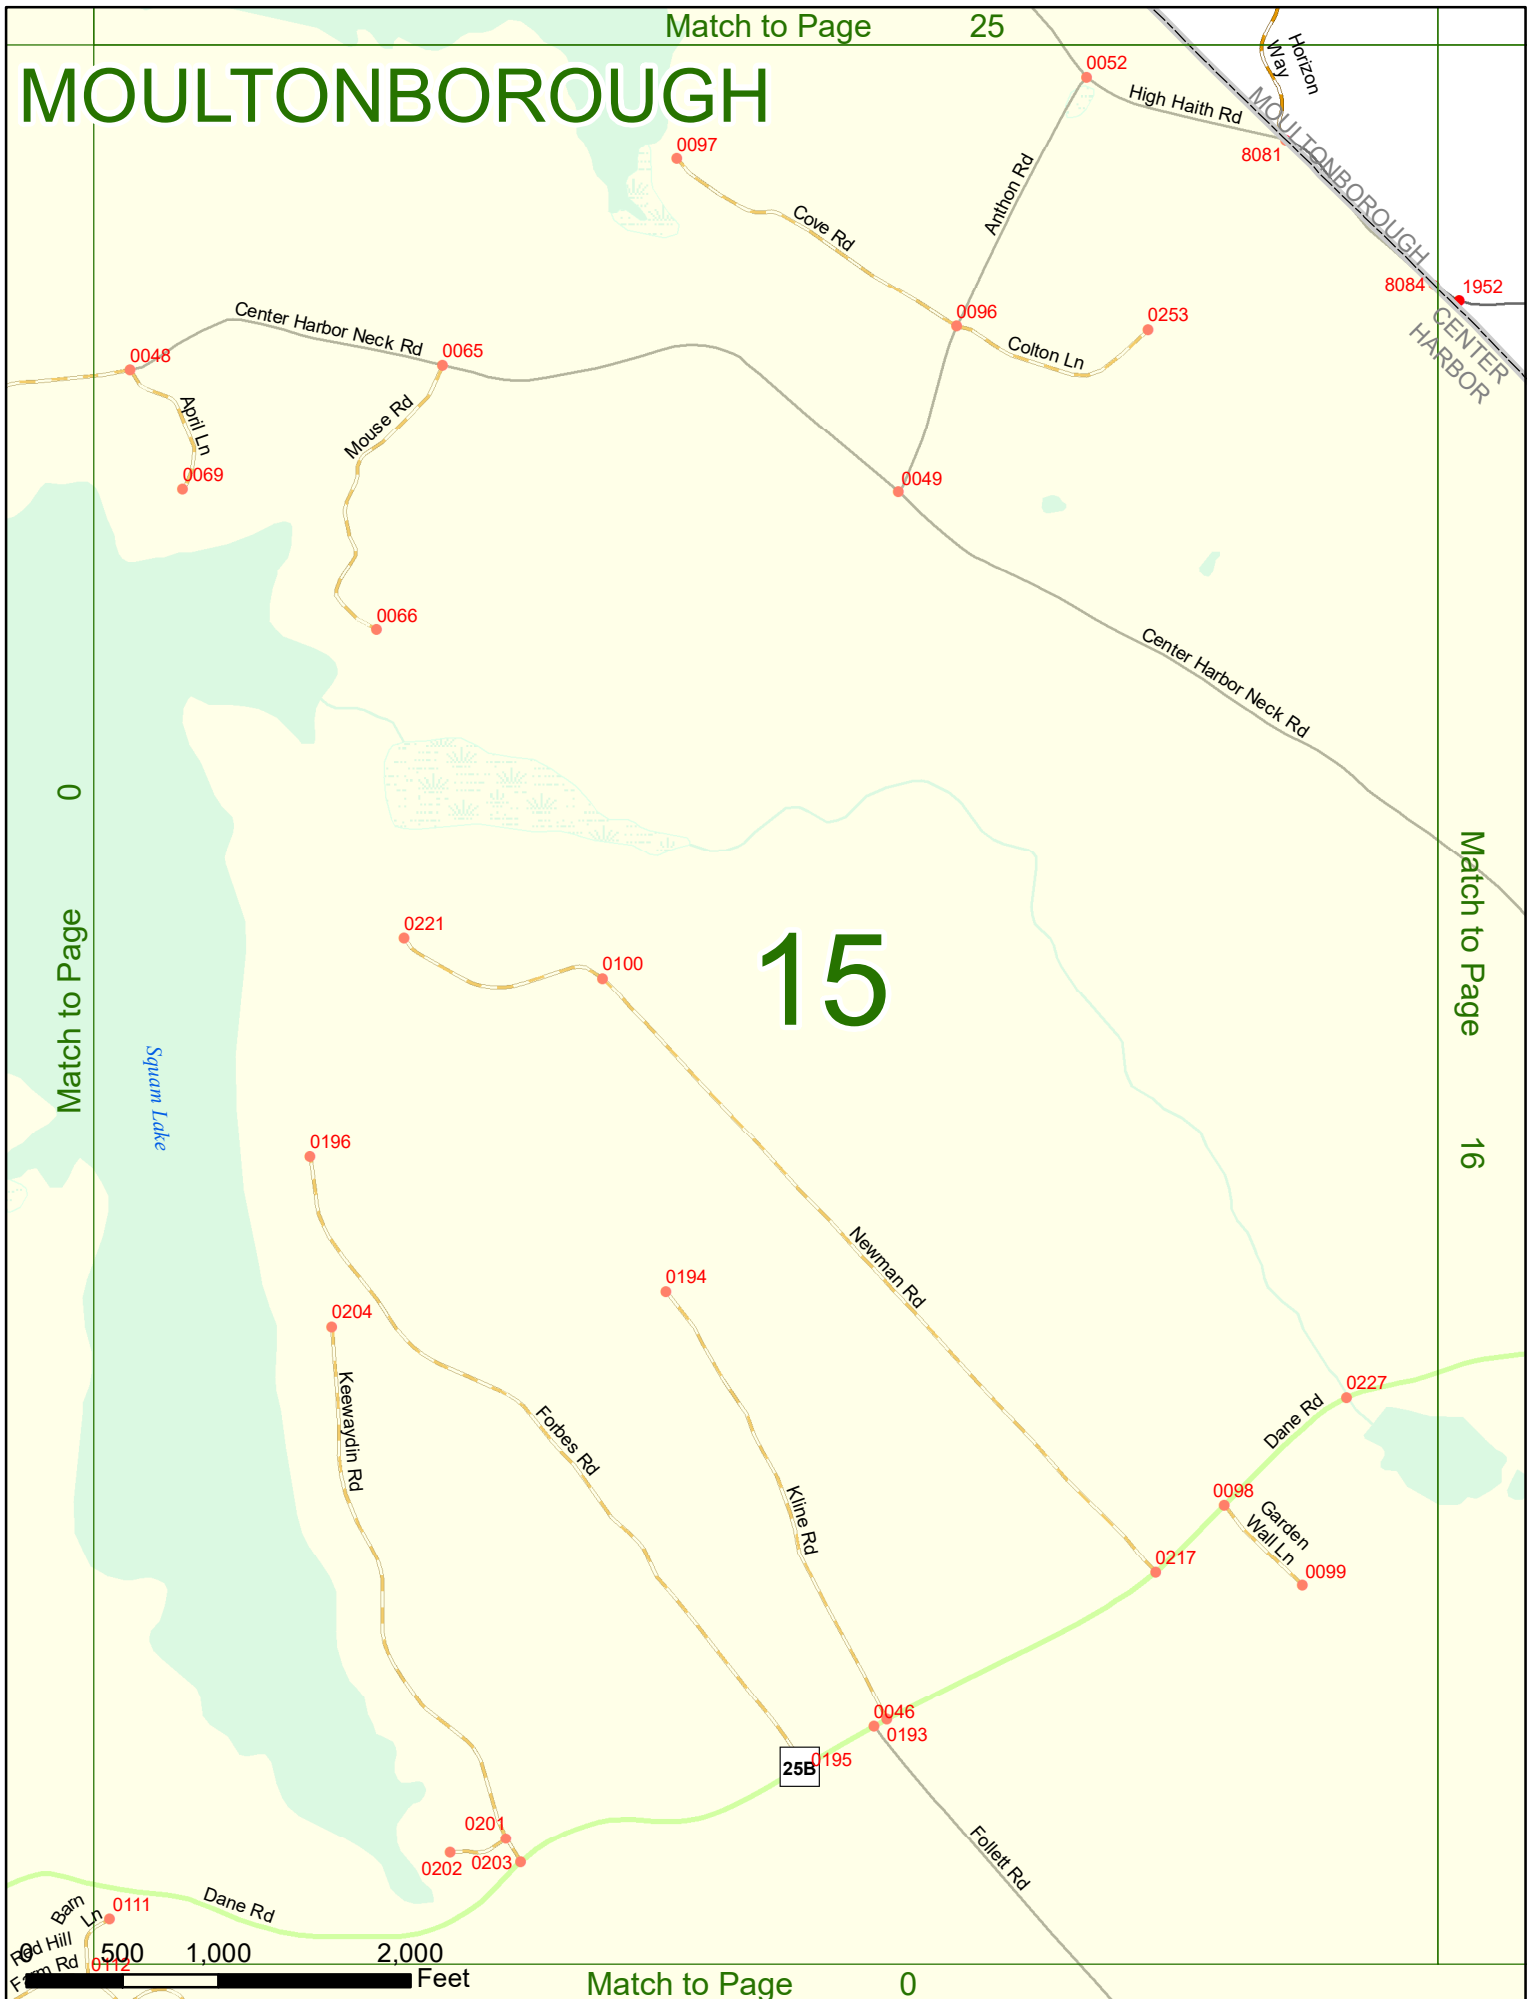 Match to Page 25
MOULTONBOROUGH
Horizon
Way
0052
High Haith Rd
8081
MOULTONBOROUGH
0097
Cove Rd
Anthon Rd
8084
1952
CENTER
HARBOR
Center Harbor Neck Rd
0096
0253
Colton Ln
0048
0065
April Ln
Mouse Rd
0069
0049
0066
Center Harbor Neck Rd
Match to Page 0
Match to Page 16
0221
0100
15
Squam Lake
0196
Newman Rd
0194
0204
Keewaydin Rd
Forbes Rd
Kline Rd
0227
Dane Rd
0098
Garden
Wall Ln
0217
0099
0046
0193
0195
25B
0201
0202
0203
Follett Rd
Dane Rd
Barn
Ln
0111
Red Hill
Farm Rd
0112
0 500 1,000 2,000
Feet
Match to Page 0